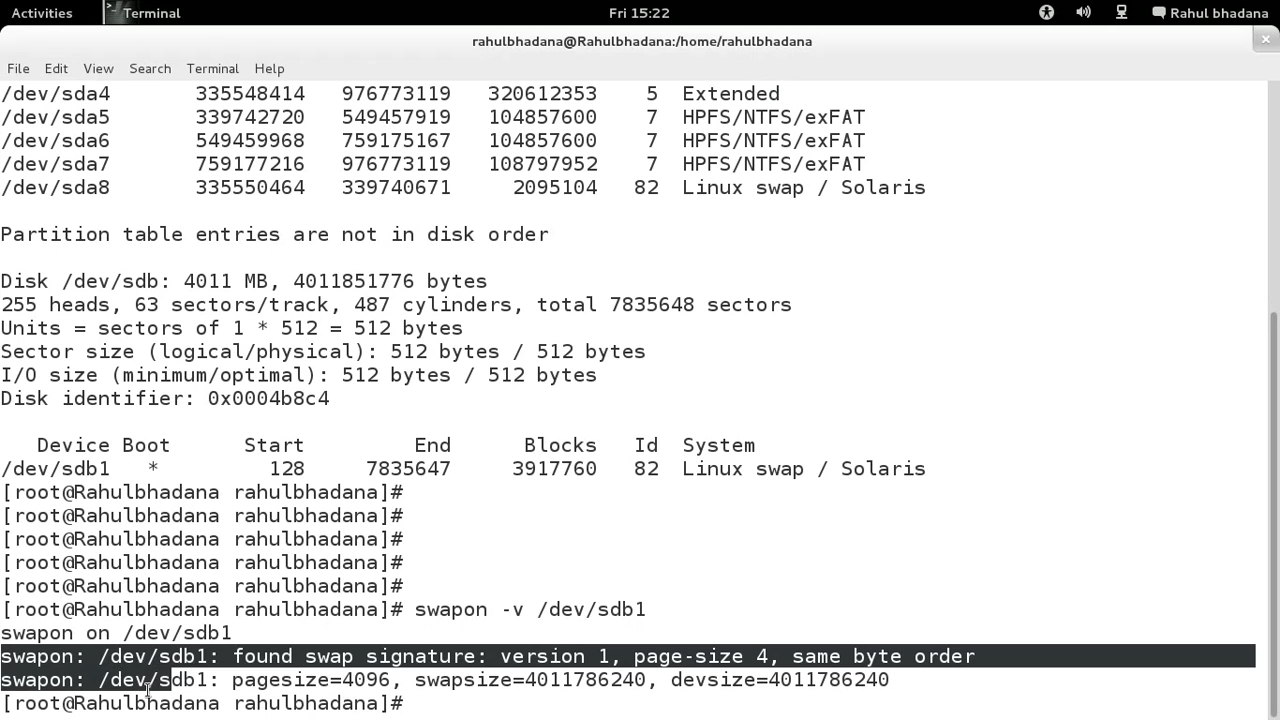 Activities Terminal Fri 15:22 Rahul bhadana
rahulbhadana@Rahulbhadana:/home/rahulbhadana
File Edit View Search Terminal Help
/dev/sda4 335548414 976773119 320612353 5 Extended
/dev/sda5 339742720 549457919 104857600 7 HPFS/NTFS/exFAT
/dev/sda6 549459968 759175167 104857600 7 HPFS/NTFS/exFAT
/dev/sda7 759177216 976773119 108797952 7 HPFS/NTFS/exFAT
/dev/sda8 335550464 339740671 2095104 82 Linux swap / Solaris
Partition table entries are not in disk order
Disk /dev/sdb: 4011 MB, 4011851776 bytes
255 heads, 63 sectors/track, 487 cylinders, total 7835648 sectors
Units = sectors of 1 * 512 = 512 bytes
Sector size (logical/physical): 512 bytes / 512 bytes
I/O size (minimum/optimal): 512 bytes / 512 bytes
Disk identifier: 0x0004b8c4
Device Boot Start End Blocks Id System
/dev/sdb1 * 128 7835647 3917760 82 Linux swap / Solaris
[root@Rahulbhadana rahulbhadana]#
[root@Rahulbhadana rahulbhadana]#
[root@Rahulbhadana rahulbhadana]#
[root@Rahulbhadana rahulbhadana]#
[root@Rahulbhadana rahulbhadana]#
[root@Rahulbhadana rahulbhadana]# swapon -v /dev/sdb1
swapon on /dev/sdb1
swapon: /dev/sdb1: found swap signature: version 1, page-size 4, same byte order
swapon: /dev/sdb1: pagesize=4096, swapsize=4011786240, devsize=4011786240
[root@Rahulbhadana rahulbhadana]#